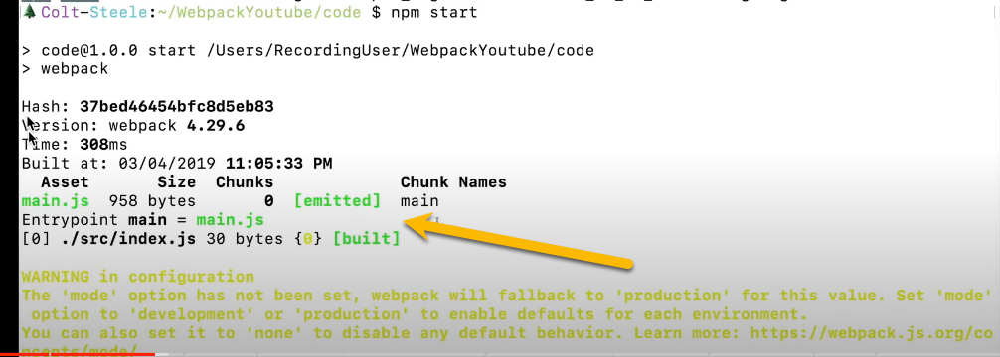 🌲Colt-Steele:~/WebpackYoutube/code $ npm start
> code@1.0.0 start /Users/RecordingUser/WebpackYoutube/code
> webpack
Hash: 37bed46454bfc8d5eb83
Version: webpack 4.29.6
Time: 308ms
Built at: 03/04/2019 11:05:33 PM
Asset Size Chunks Chunk Names
main.js 958 bytes 0 [emitted] main
Entrypoint main = main.js
[0] ./src/index.js 30 bytes {0} [built]
WARNING in configuration
The 'mode' option has not been set, webpack will fallback to 'production' for this value. Set 'mode'
option to 'development' or 'production' to enable defaults for each environment.
You can also set it to 'none' to disable any default behavior. Learn more: https://webpack.js.org/co
ncepts/mode/